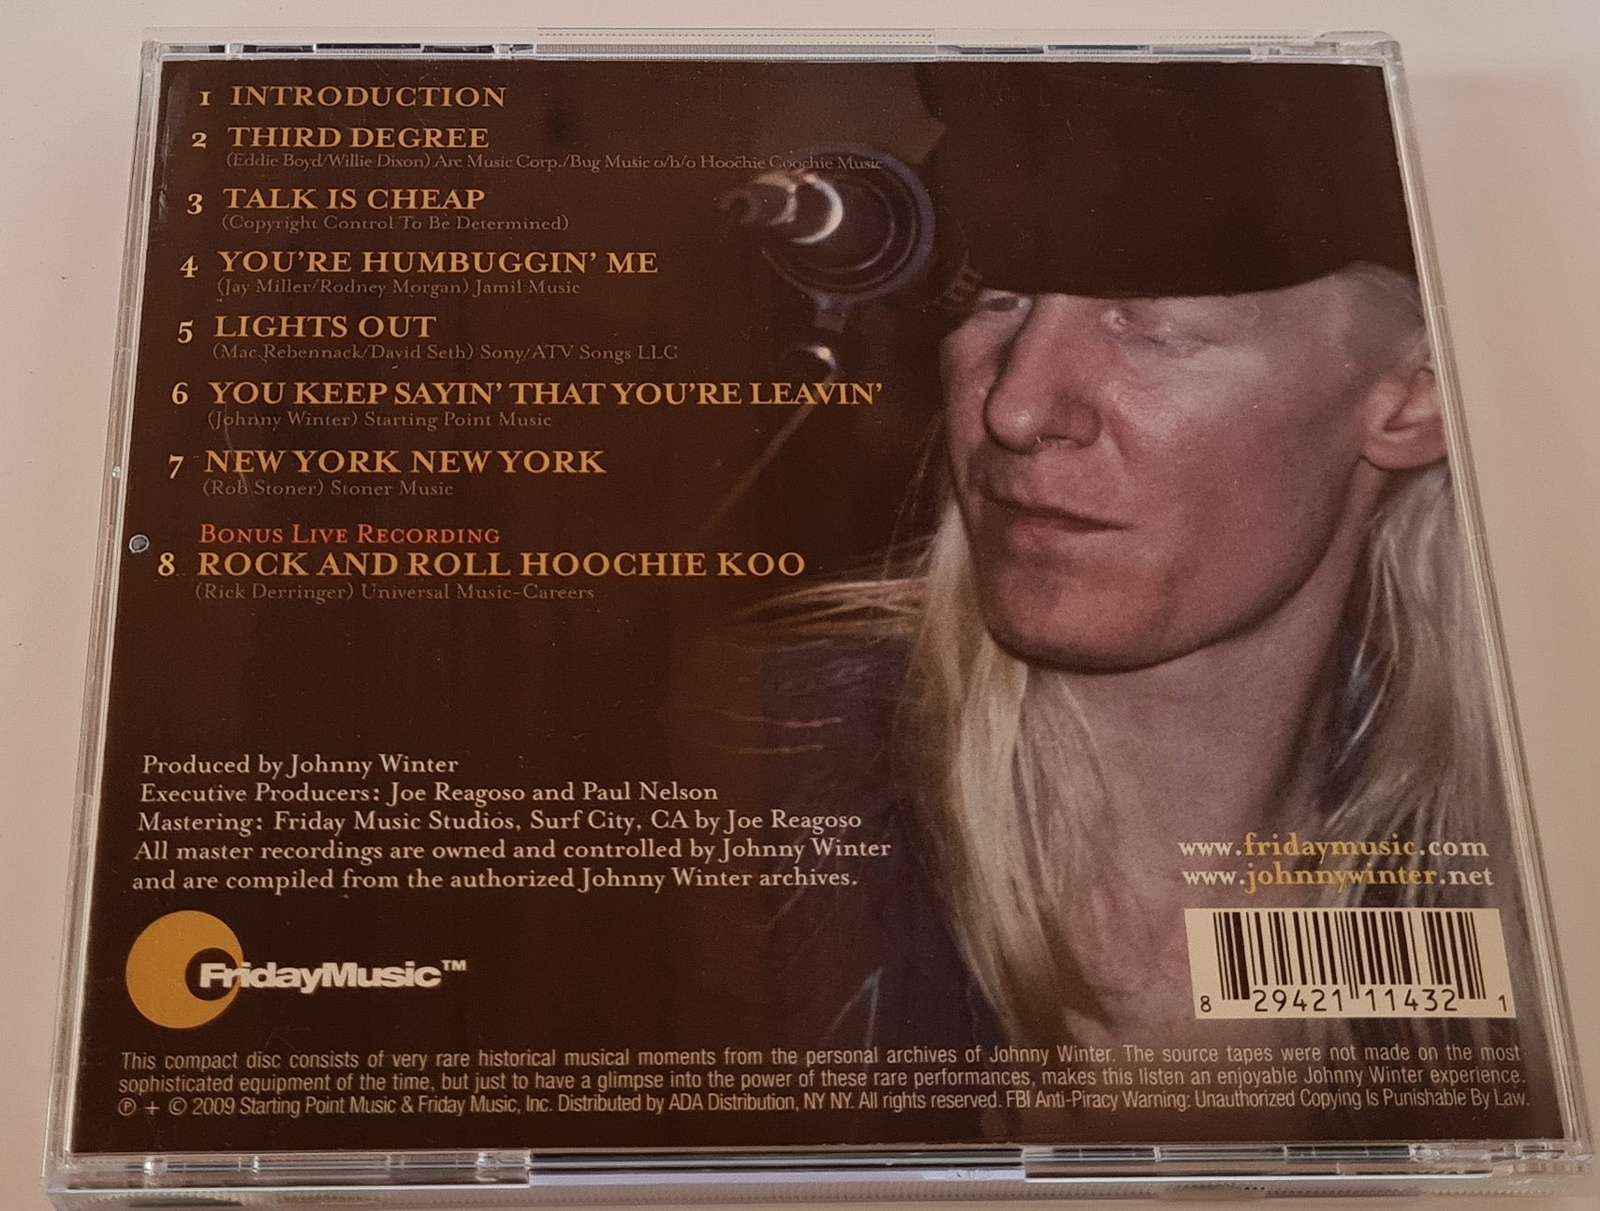 1 INTRODUCTION
2 THIRD DEGREE
(Eddie Boyd/Willie Dixon) Arc Music Corp./Bug Music o/b/o Hoochie Coochie Music
3 TALK IS CHEAP
(Copyright Control To Be Determined)
4 YOU'RE HUMBUGGIN' ME
(Jay Miller/Rodney Morgan) Jamil Music
5 LIGHTS OUT
(Mac Rebennack/David Seth) Sony/ATV Songs LLC
6 YOU KEEP SAYIN' THAT YOU'RE LEAVIN'
(Johnny Winter) Starting Point Music
7 NEW YORK NEW YORK
(Rob Stoner) Stoner Music
BONUS LIVE RECORDING
8 ROCK AND ROLL HOOCHIE KOO
(Rick Derringer) Universal Music-Careers
Produced by Johnny Winter
Executive Producers: Joe Reagoso and Paul Nelson
Mastering: Friday Music Studios, Surf City, CA by Joe Reagoso
All master recordings are owned and controlled by Johnny Winter
and are compiled from the authorized Johnny Winter archives.
www.fridaymusic.com
www.johnnywinter.net
FridayMusic™
8 29421 11432 1
This compact disc consists of very rare historical musical moments from the personal archives of Johnny Winter. The source tapes were not made on the most
sophisticated equipment of the time, but just to have a glimpse into the power of these rare performances, makes this listen an enjoyable Johnny Winter experience.
℗ + © 2009 Starting Point Music & Friday Music, Inc. Distributed by ADA Distribution, NY NY. All rights reserved. FBI Anti-Piracy Warning: Unauthorized Copying Is Punishable By Law.